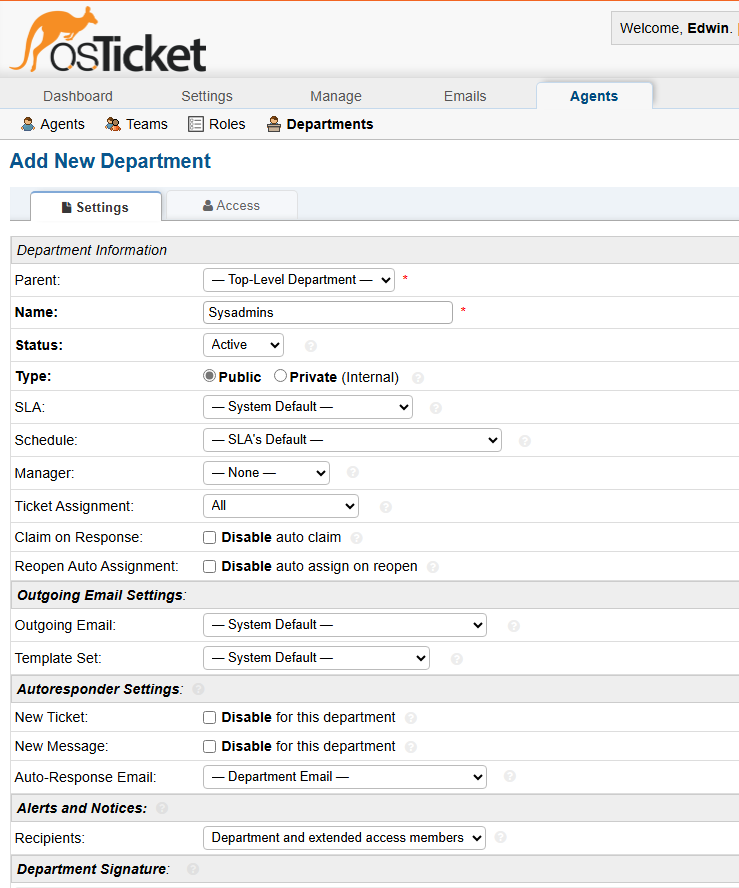 osTicket
Welcome, Edwin.
Dashboard Settings Manage Emails Agents
Agents Teams Roles Departments
Add New Department
Settings Access
Department Information
Parent: — Top-Level Department — *
Name: Sysadmins *
Status: Active ?
Type: Public Private (Internal) ?
SLA: — System Default — ?
Schedule: — SLA's Default — ?
Manager: — None — ?
Ticket Assignment: All ?
Claim on Response: Disable auto claim ?
Reopen Auto Assignment: Disable auto assign on reopen ?
Outgoing Email Settings:
Outgoing Email: — System Default — ?
Template Set: — System Default — ?
Autoresponder Settings: ?
New Ticket: Disable for this department ?
New Message: Disable for this department ?
Auto-Response Email: — Department Email — ?
Alerts and Notices: ?
Recipients: Department and extended access members ?
Department Signature: ?